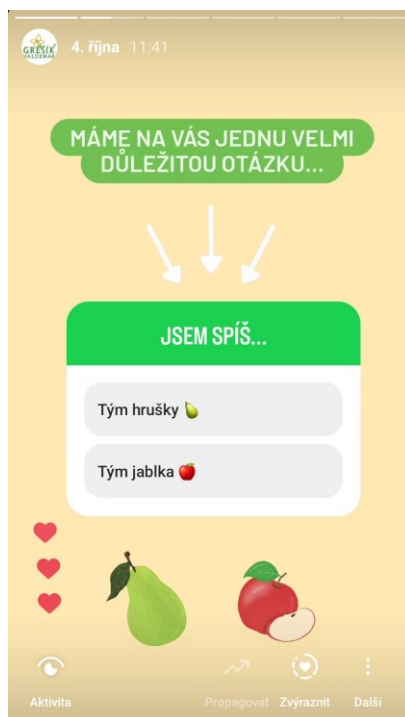 GREŠÍK
VALDEMAR
4. října 11:41
MÁME NA VÁS JEDNU VELMI
DŮLEŽITOU OTÁZKU...
JSEM SPÍŠ...
Tým hrušky
Tým jablka
Aktivita
Propagovat
Zvýraznit
Další